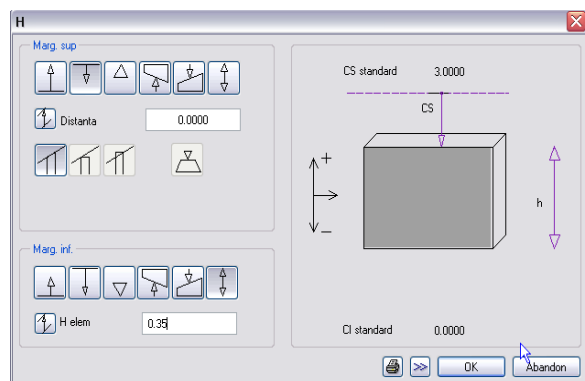 H
Marg. sup
Distanta 0.0000
Marg. inf.
H elem 0.35
CS standard 3.0000
CS
+
−
h
CI standard 0.0000
>> OK Abandon